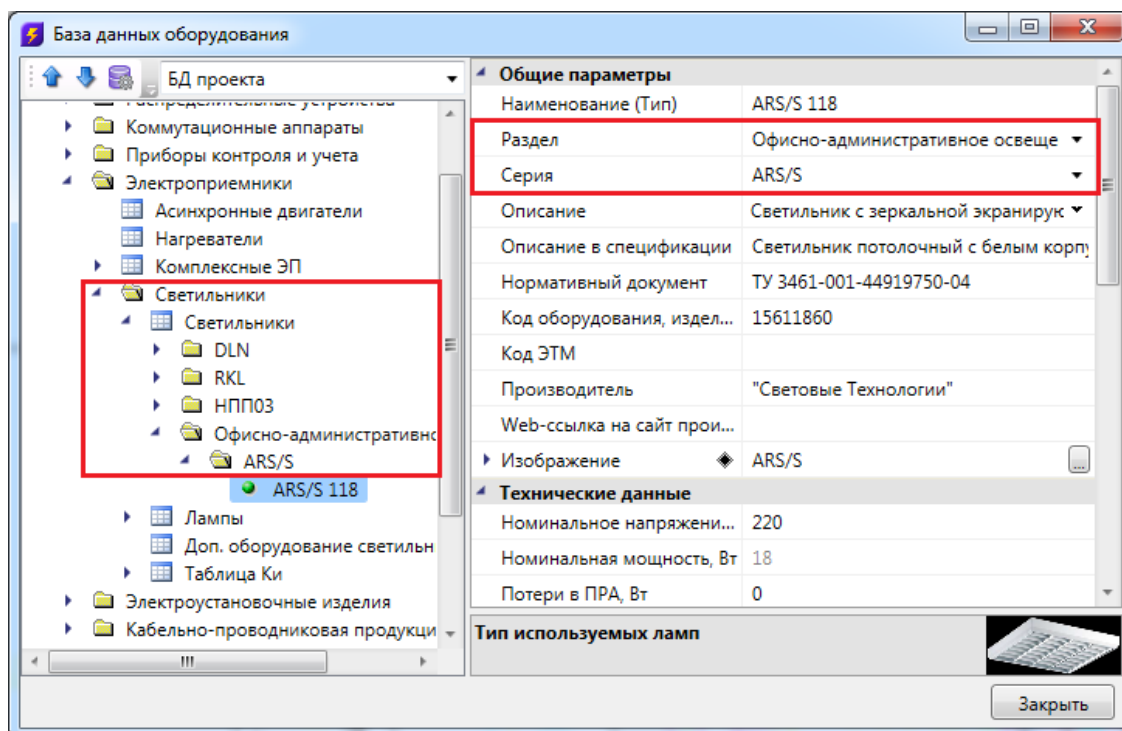 База данных оборудования
БД проекта
Распределительные устройства
Коммутационные аппараты
Приборы контроля и учета
Электроприемники
Асинхронные двигатели
Нагреватели
Комплексные ЭП
Светильники
Светильники
DLN
RKL
НПП03
Офисно-административнс
ARS/S
ARS/S 118
Лампы
Доп. оборудование светильн
Таблица Ки
Электроустановочные изделия
Кабельно-проводниковая продукци
Общие параметры
Наименование (Тип) ARS/S 118
Раздел Офисно-административное освеще
Серия ARS/S
Описание Светильник с зеркальной экранирук
Описание в спецификации Светильник потолочный с белым корпу
Нормативный документ ТУ 3461-001-44919750-04
Код оборудования, издел... 15611860
Код ЭТМ
Производитель "Световые Технологии"
Web-ссылка на сайт прои...
Изображение ARS/S ...
Технические данные
Номинальное напряжени... 220
Номинальная мощность, Вт 18
Потери в ПРА, Вт 0
Тип используемых ламп
Закрыть